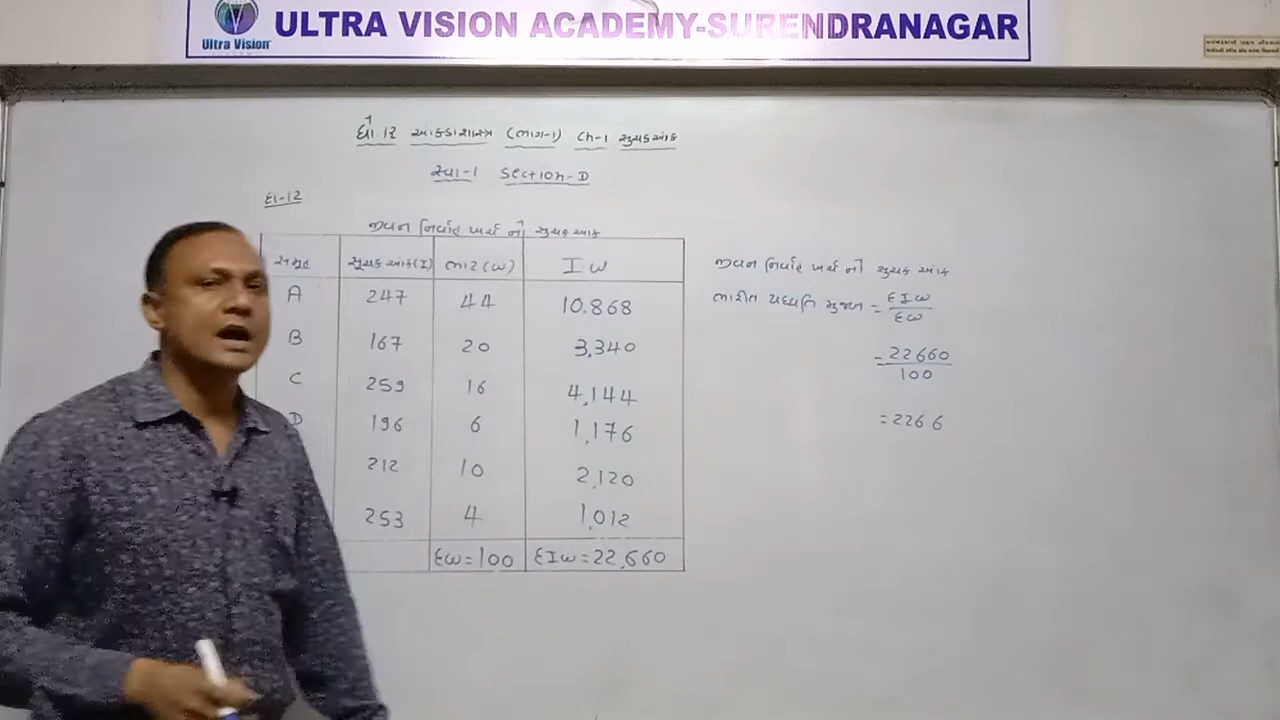 ULTRA VISION ACADEMY-SURENDRANAGAR
Ultra Vision
ધો.12 આંકડાશાસ્ત્ર (ભાગ-1) Ch-1 સુચક આંક
સ્વા-1 Section-D
દા-12
જીવન નિર્વાહ ખર્ચ નો સુચક આંક
સમૂહ સૂચક આંક(I) ભાર(w) Iw
A 247 44 10.868
B 167 20 3,340
C 259 16 4,144
D 196 6 1,176
212 10 2,120
253 4 1,012
Σw=100 ΣIw=22,660
જીવન નિર્વાહ ખર્ચ નો સુચક આંક
ભારીત પધ્ધતિ મુજબ = ΣIw
Σw
= 22660
100
= 226 6